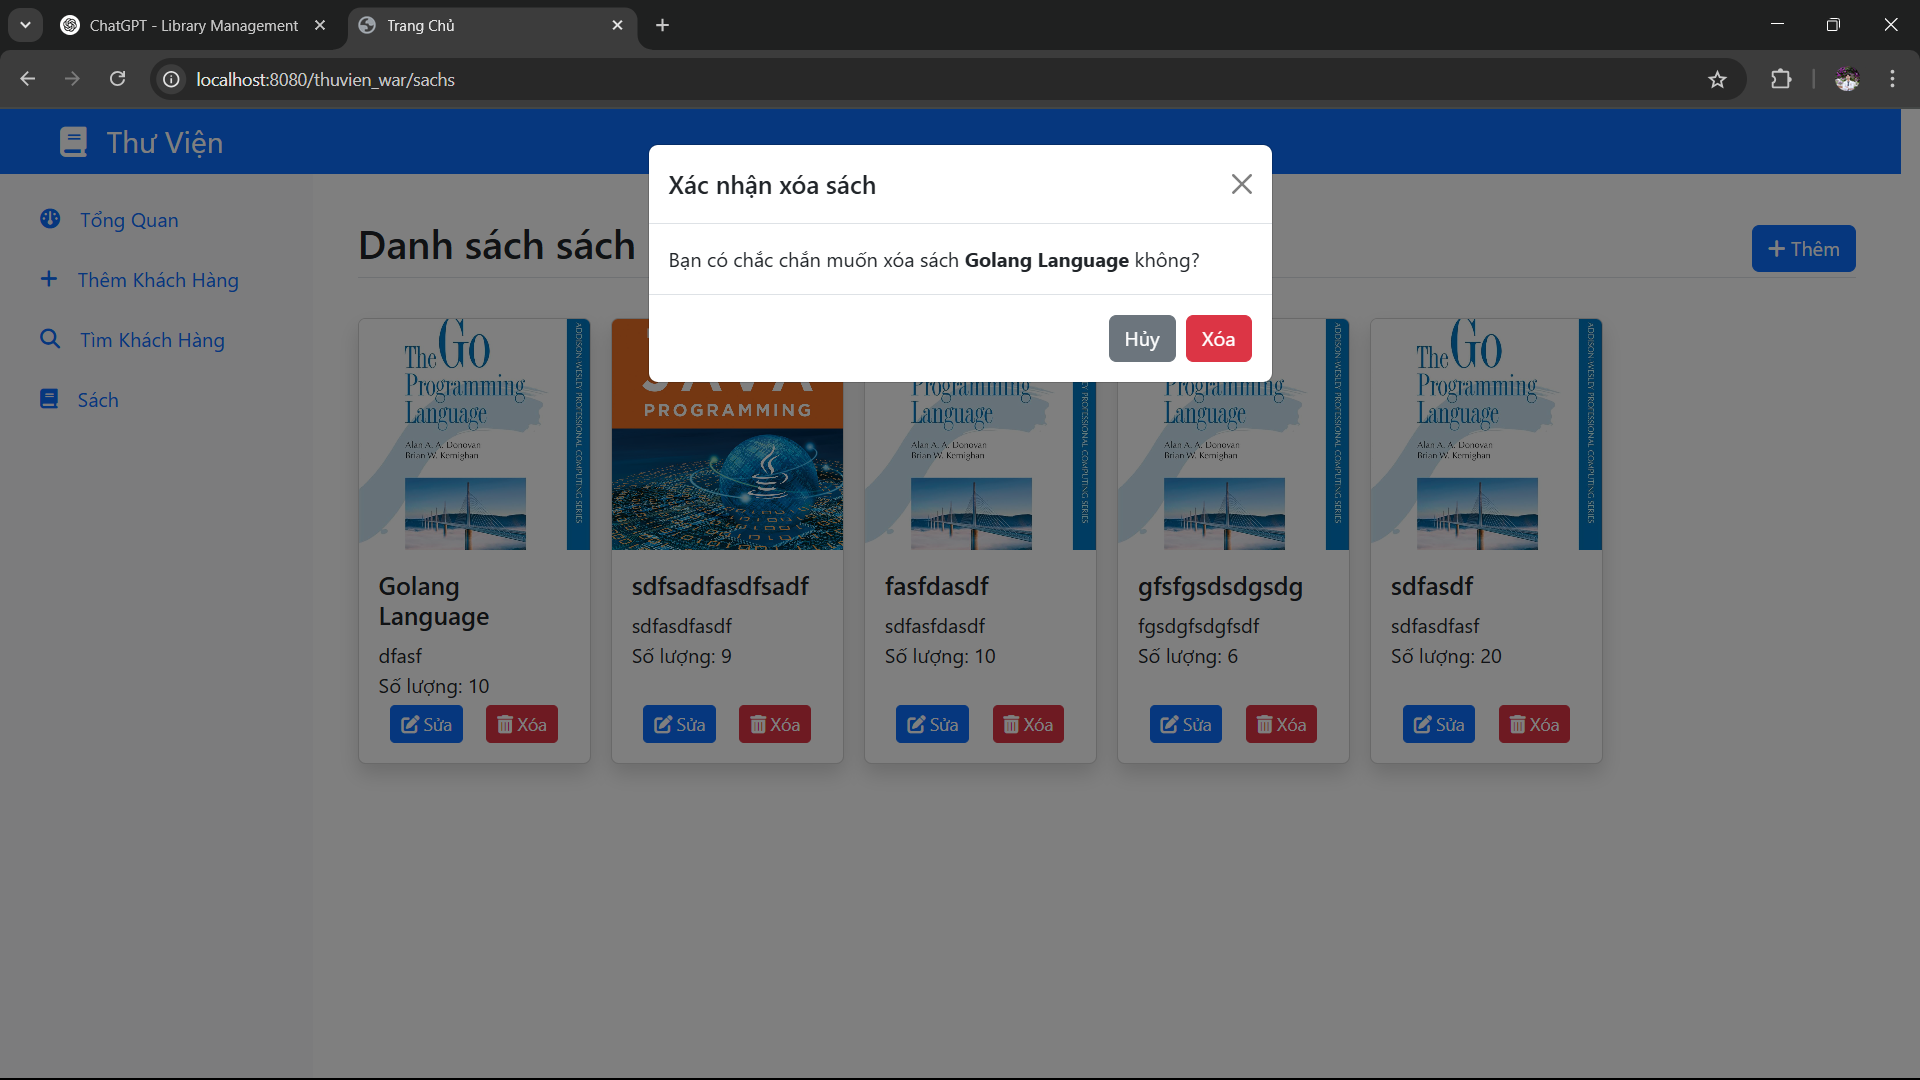 ChatGPT - Library Management
Trang Chủ
localhost:8080/thuvien_war/sachs
Thư Viện
Tổng Quan
Thêm Khách Hàng
Tìm Khách Hàng
Sách
Danh sách sách
Thêm
Xác nhận xóa sách
Bạn có chắc chắn muốn xóa sách Golang Language không?
Hủy
Xóa
The GO
Programming
Language
Alan A. A. Donovan
Brian W. Kernighan
ADDISON-WESLEY PROFESSIONAL COMPUTING SERIES
Golang
Language
dfasf
Số lượng: 10
Sửa
Xóa
JAVA
PROGRAMMING
sdfsadfasdfsadf
sdfasdfasdf
Số lượng: 9
Sửa
Xóa
Programming
Language
Alan A. A. Donovan
Brian W. Kernighan
PROFESSIONAL COMPUTING SERIES
fasfdasdf
sdfasfdasdf
Số lượng: 10
Sửa
Xóa
Programming
Language
Alan A. A. Donovan
Brian W. Kernighan
ADDISON-WESLEY PROFESSIONAL COMPUTING SERIES
gfsfgsdsdgsdg
fgsdgfsdgfsdf
Số lượng: 6
Sửa
Xóa
The GO
Programming
Language
Alan A. A. Donovan
Brian W. Kernighan
ADDISON-WESLEY PROFESSIONAL COMPUTING SERIES
sdfasdf
sdfasdfasf
Số lượng: 20
Sửa
Xóa